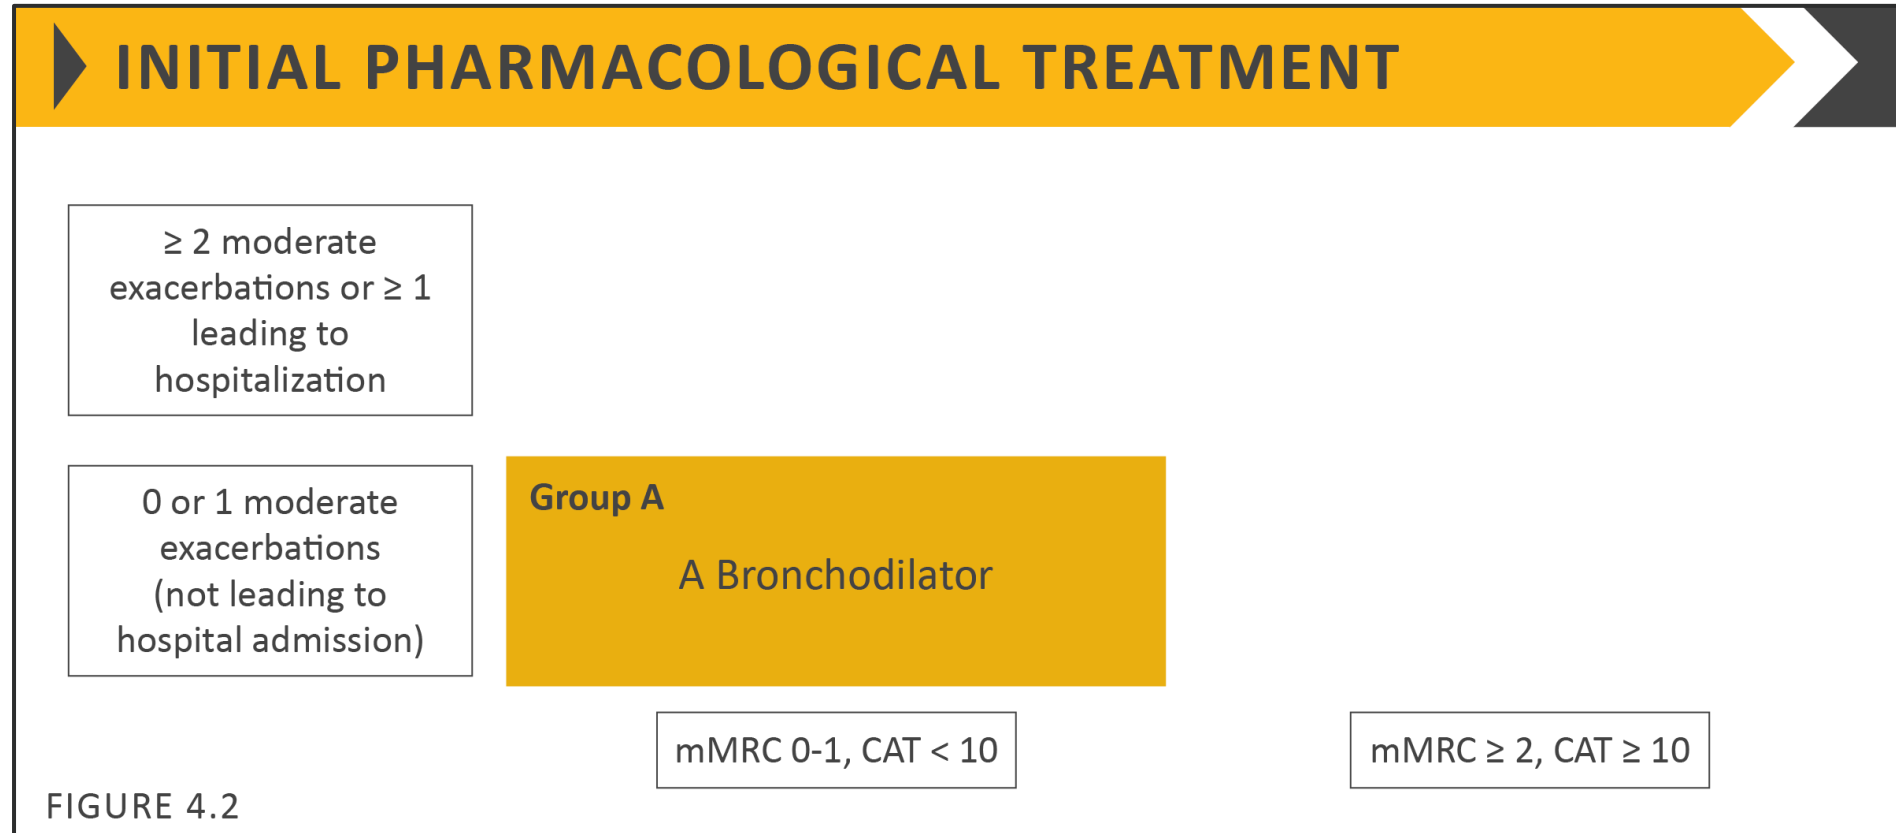 INITIAL PHARMACOLOGICAL TREATMENT
≥ 2 moderate
exacerbations or ≥ 1
leading to
hospitalization
0 or 1 moderate
exacerbations
(not leading to
hospital admission)
Group A
A Bronchodilator
mMRC 0-1, CAT < 10
mMRC ≥ 2, CAT ≥ 10
FIGURE 4.2